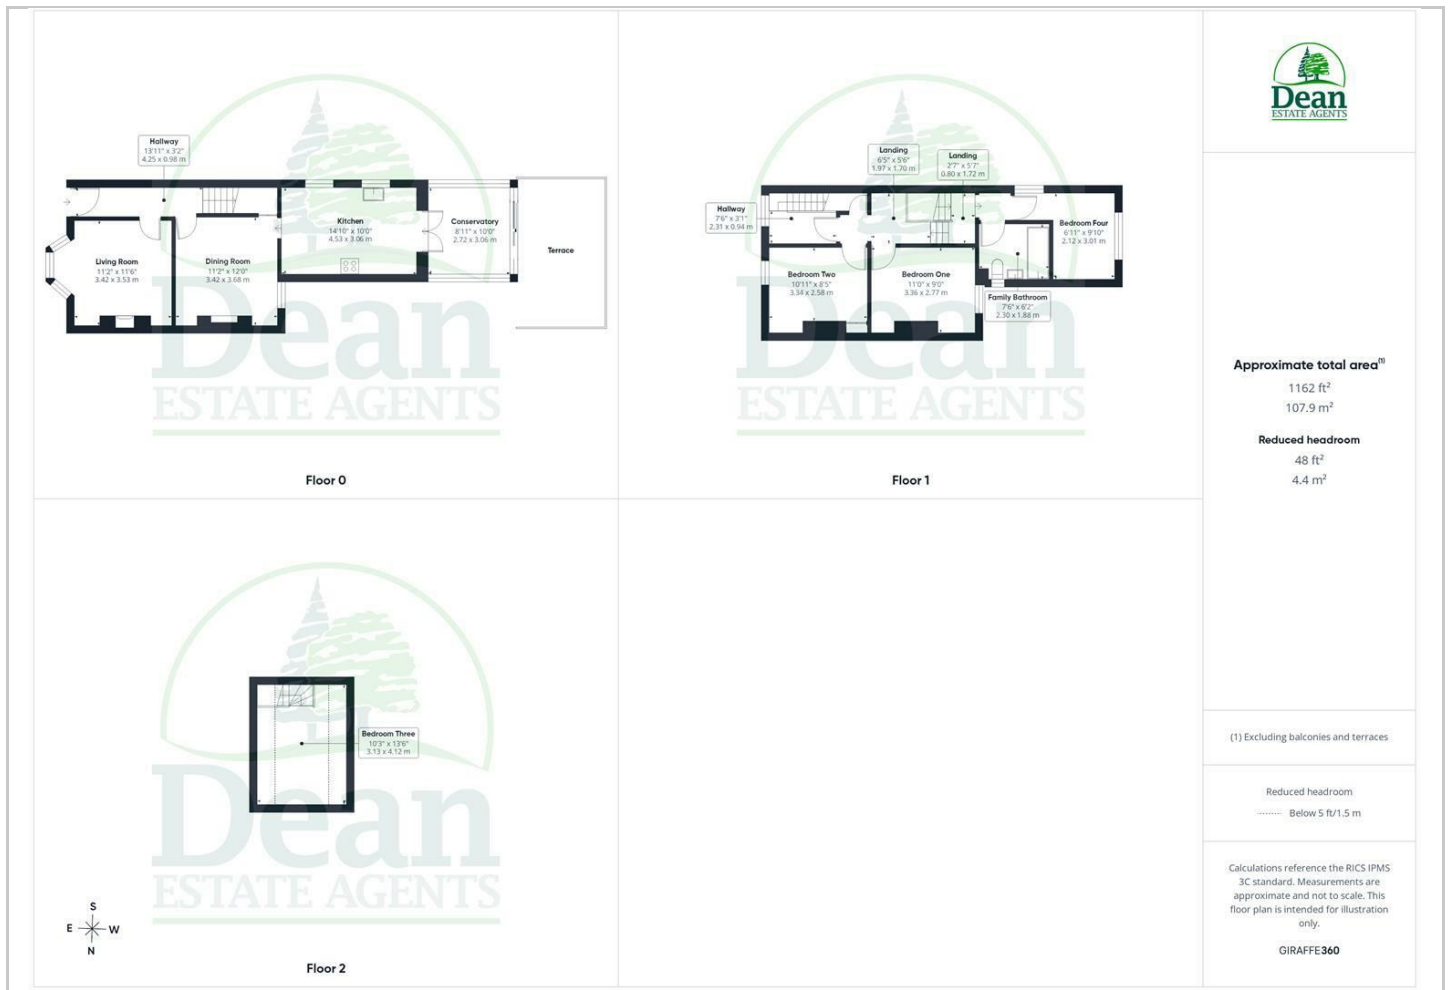 Hallway
13'11" x 3'2"
4.25 x 0.98 m
Living Room
11'2" x 11'6"
3.42 x 3.53 m
Dining Room
11'2" x 12'0"
3.42 x 3.68 m
Kitchen
14'10" x 10'0"
4.53 x 3.06 m
Conservatory
8'11" x 10'0"
2.72 x 3.06 m
Terrace
Dean
ESTATE AGENTS
Floor 0
Hallway
7'6" x 3'1"
2.31 x 0.94 m
Landing
6'5" x 5'6"
1.97 x 1.70 m
Landing
2'7" x 5'7"
0.80 x 1.72 m
Bedroom Four
6'11" x 9'10"
2.12 x 3.01 m
Bedroom Two
10'11" x 8'5"
3.34 x 2.58 m
Bedroom One
11'0" x 9'0"
3.36 x 2.77 m
Family Bathroom
7'6" x 6'2"
2.30 x 1.88 m
Dean
ESTATE AGENTS
Floor 1
Bedroom Three
10'3" x 13'6"
3.13 x 4.12 m
Dean
ESTATE AGENTS
S
E W
N
Floor 2
Dean
ESTATE AGENTS
Approximate total area(1)
1162 ft²
107.9 m²
Reduced headroom
48 ft²
4.4 m²
(1) Excluding balconies and terraces
Reduced headroom
Below 5 ft/1.5 m
Calculations reference the RICS IPMS
3C standard. Measurements are
approximate and not to scale. This
floor plan is intended for illustration
only.
GIRAFFE360